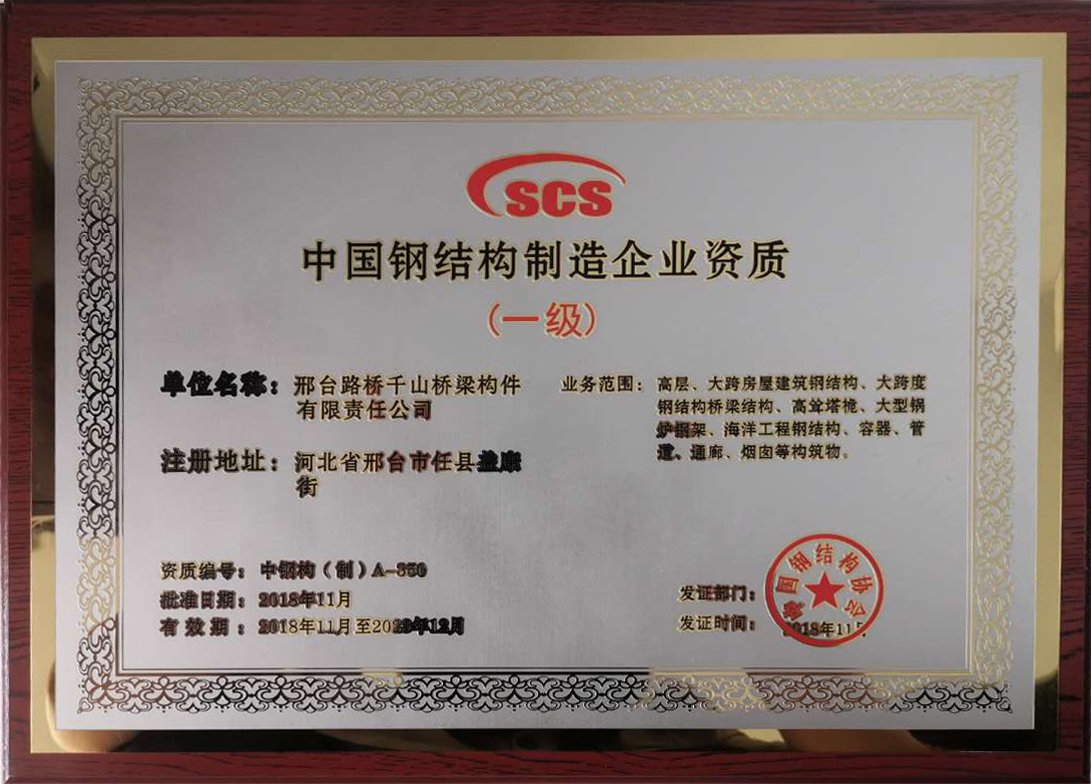 SCS
中国钢结构制造企业资质
(一级)
单位名称：邢台路桥千山桥梁构件
有限责任公司
注册地址：河北省邢台市任县
街
业务范围：高层、大跨房屋建筑钢结构、大跨度
钢结构桥梁结构、高耸塔桅、大型锅
炉钢架、海洋工程钢结构、容器、管
道、通廊、烟囱等构筑物。
资质编号：中钢构（制）A-350
批准日期：2018年11月
有效期：2018年11月至202 年12月
发证部门：
发证时间：2018年11月
中国钢结构协会